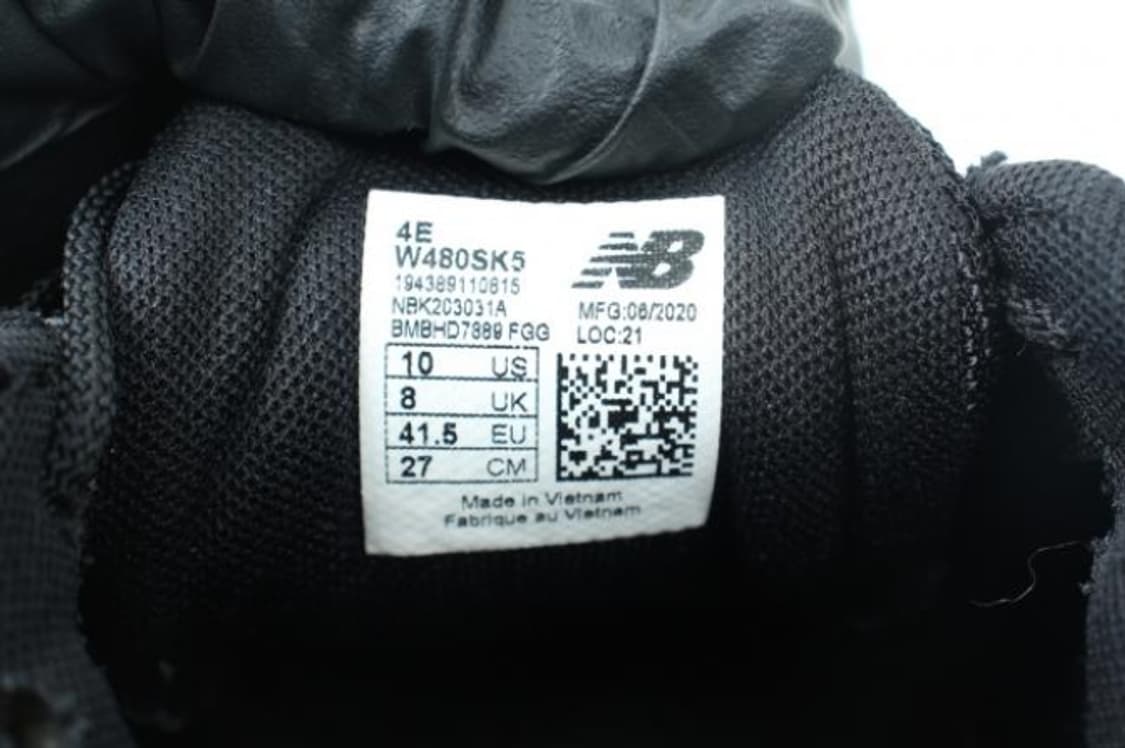 4E
W480SK5
194389110815
NBK203031A
BMBHD7889 FGG
NB
MFG:06/2020
LOC:21
10 US
8 UK
41.5 EU
27 CM
Made in Vietnam
Fabrique au Vietnam